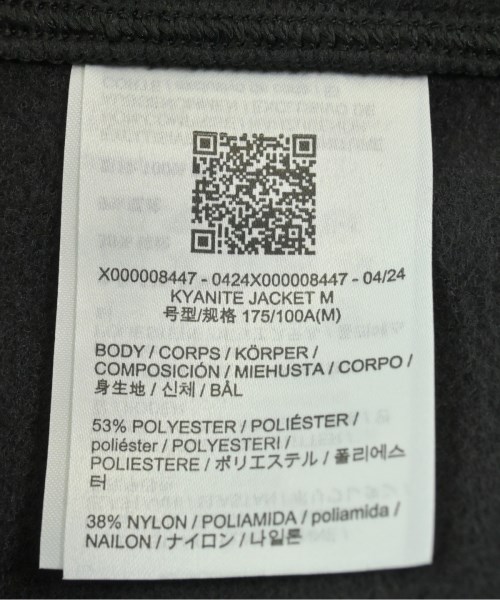 X000008447 - 0424X000008447 - 04/24
KYANITE JACKET M
号型/规格 175/100A(M)
BODY / CORPS / KÖRPER /
COMPOSICIÓN / MIEHUSTA / CORPO /
身生地 / 신체 / BÅL
53% POLYESTER / POLIÉSTER /
poliéster / POLYESTERI /
POLIESTERE / ポリエステル / 폴리에스
터
38% NYLON / POLIAMIDA / poliamida /
NAILON / ナイロン / 나일론